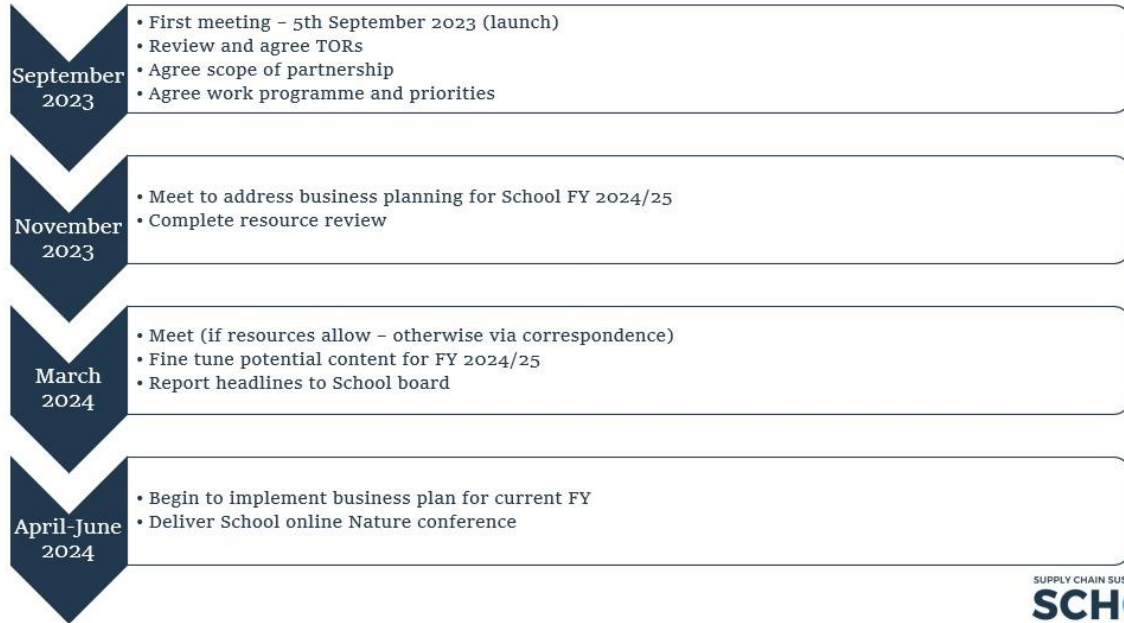 September
2023
• First meeting – 5th September 2023 (launch)
• Review and agree TORs
• Agree scope of partnership
• Agree work programme and priorities
November
2023
• Meet to address business planning for School FY 2024/25
• Complete resource review
March
2024
• Meet (if resources allow – otherwise via correspondence)
• Fine tune potential content for FY 2024/25
• Report headlines to School board
April-June
2024
• Begin to implement business plan for current FY
• Deliver School online Nature conference
SUPPLY CHAIN